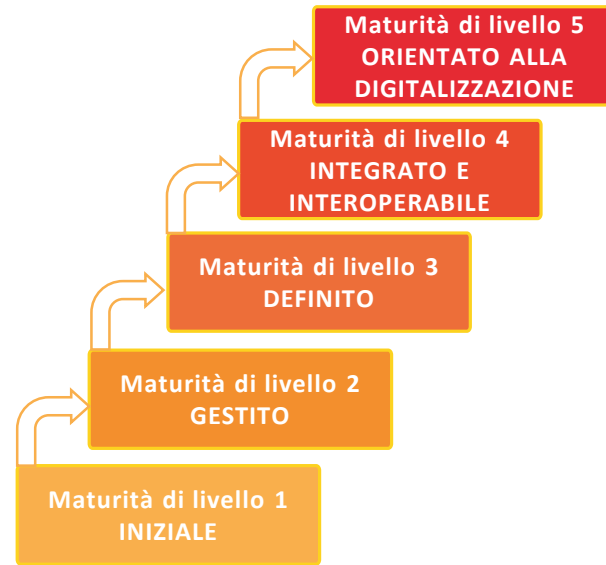 Maturità di livello 5
ORIENTATO ALLA
DIGITALIZZAZIONE
Maturità di livello 4
INTEGRATO E
INTEROPERABILE
Maturità di livello 3
DEFINITO
Maturità di livello 2
GESTITO
Maturità di livello 1
INIZIALE